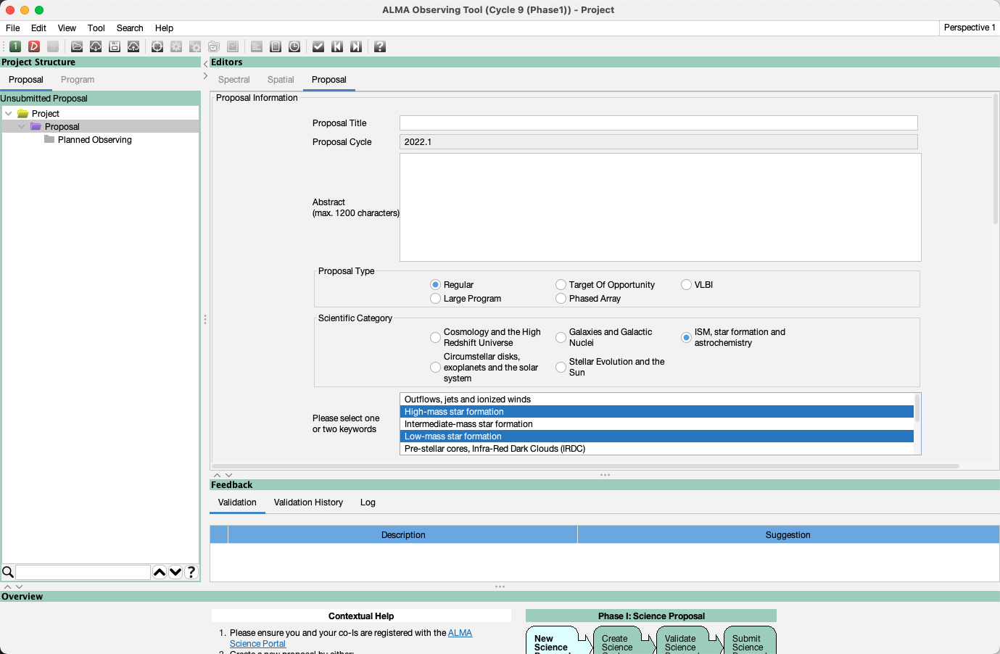 ALMA Observing Tool (Cycle 9 (Phase1)) - Project
File Edit View Tool Search Help
Perspective 1
1 D
?
Project Structure
Proposal Program
Unsubmitted Proposal
Project
Proposal
Planned Observing
?
Editors
Spectral Spatial Proposal
Proposal Information
Proposal Title
Proposal Cycle 2022.1
Abstract
(max. 1200 characters)
Proposal Type
Regular Target Of Opportunity VLBI
Large Program Phased Array
Scientific Category
Cosmology and the High
Redshift Universe
Galaxies and Galactic
Nuclei
ISM, star formation and
astrochemistry
Circumstellar disks,
exoplanets and the solar
system
Stellar Evolution and the
Sun
Please select one
or two keywords
Outflows, jets and ionized winds
High-mass star formation
Intermediate-mass star formation
Low-mass star formation
Pre-stellar cores, Infra-Red Dark Clouds (IRDC)
Feedback
Validation Validation History Log
Description Suggestion
Overview
Contextual Help
1. Please ensure you and your co-Is are registered with the ALMA
Science Portal
2. Create a new proposal by either:
Phase I: Science Proposal
New
Science
Create
Science
Validate
Science
Submit
Science